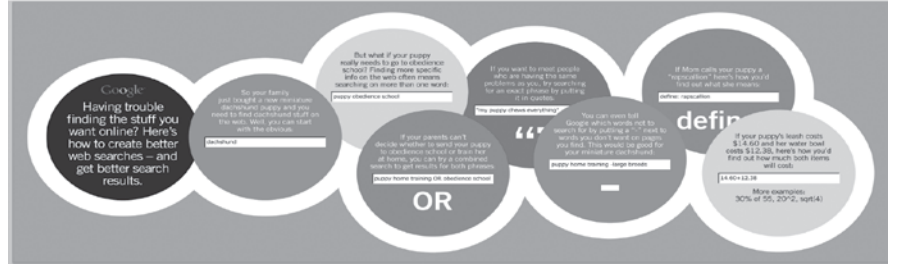 Google
Having trouble
finding the stuff you
want online? Here's
how to create better
web searches – and
get better search
results.
So your family
just bought a new miniature
dachshund puppy and you
need to find dachshund stuff on
the web. Well, you can start
with the obvious.
dachshund
But what if your puppy
really needs to go to obedience
school? Finding more specific
info on the web often means
searching on more than one word:
puppy obedience school
If your parents can't
decide whether to send your puppy
to obedience school or train her
at home, you can try a combined
search to get results for both phrases
puppy home training OR obedience school
OR
If you want to meet people
who are having the same
problems as you, try searching
for an exact phrase by putting
it in quotes.
"my puppy chews everything"
“”
You can even tell
Google which words not to
search for by putting a "-" next to
words you don't want on pages
you find. This would be good for
your miniature dachshund.
puppy home training -large breeds
-
If Mom calls your puppy a
"rapscallion" here's how you'd
find out what she means.
define: rapscallion
defin
If your puppy's leash costs
$14.60 and her water bowl
costs $12.38, here's how you'd
find out how much both items
will cost:
14.60+12.38
More examples:
30% of 55, 20^2, sqrt(4)